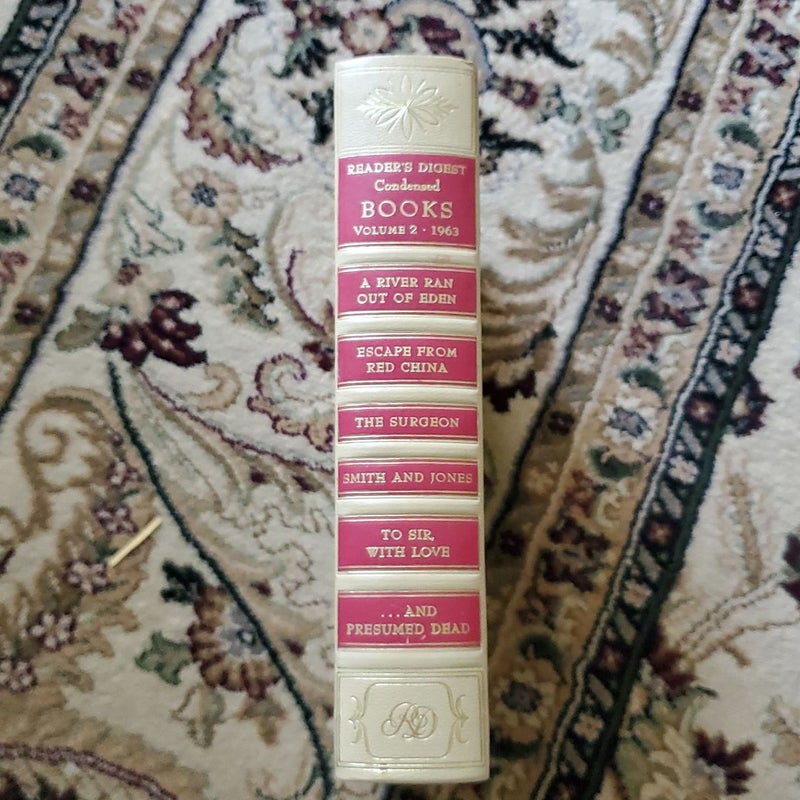 READER'S DIGEST
Condensed
BOOKS
VOLUME 2 · 1963
A RIVER RAN
OUT OF EDEN
ESCAPE FROM
RED CHINA
THE SURGEON
SMITH AND JONES
TO SIR,
WITH LOVE
...AND
PRESUMED DEAD
RD